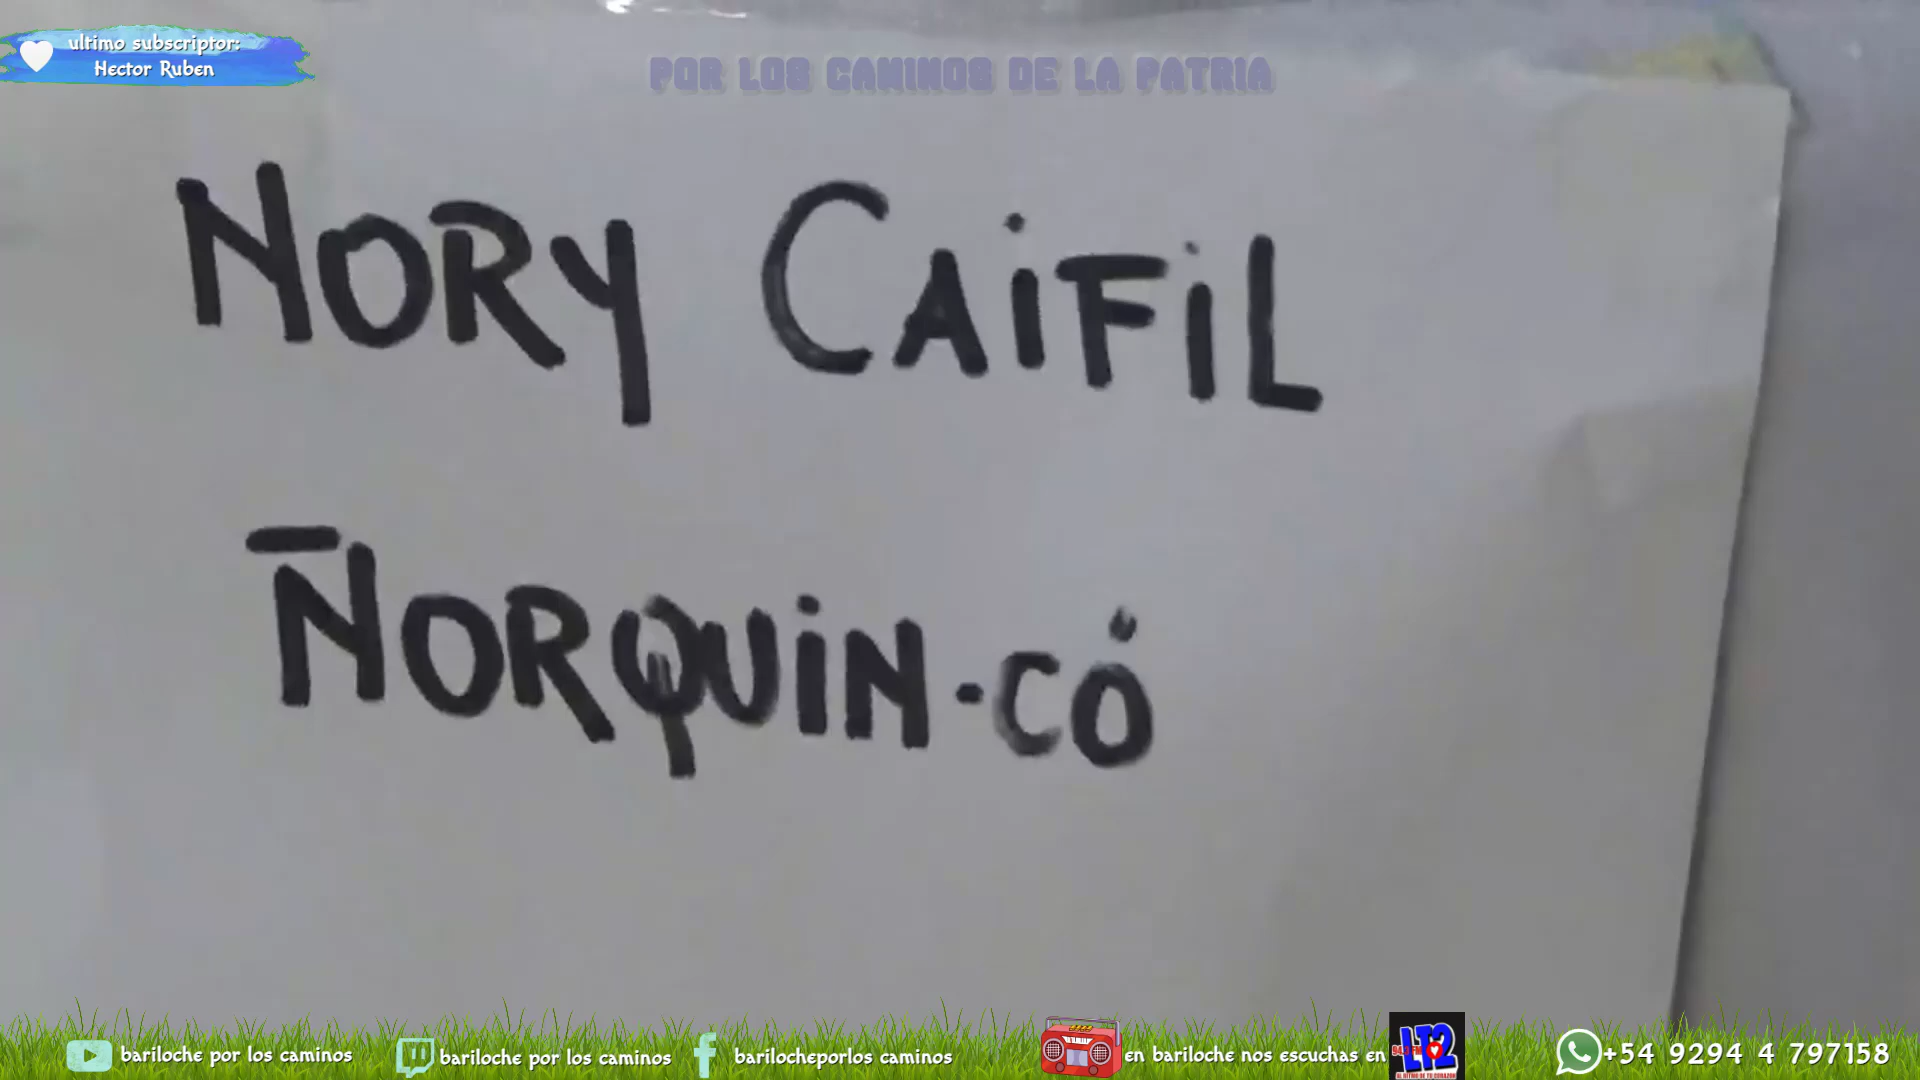 ultimo subscriptor:
Hector Ruben
POR LOS CAMINOS DE LA PATRIA
NORY CAiFiL
ÑORQUiN-CÓ
bariloche por los caminos
bariloche por los caminos
barilocheporlos caminos
en bariloche nos escuchas en
LT2
+54 9294 4 797158